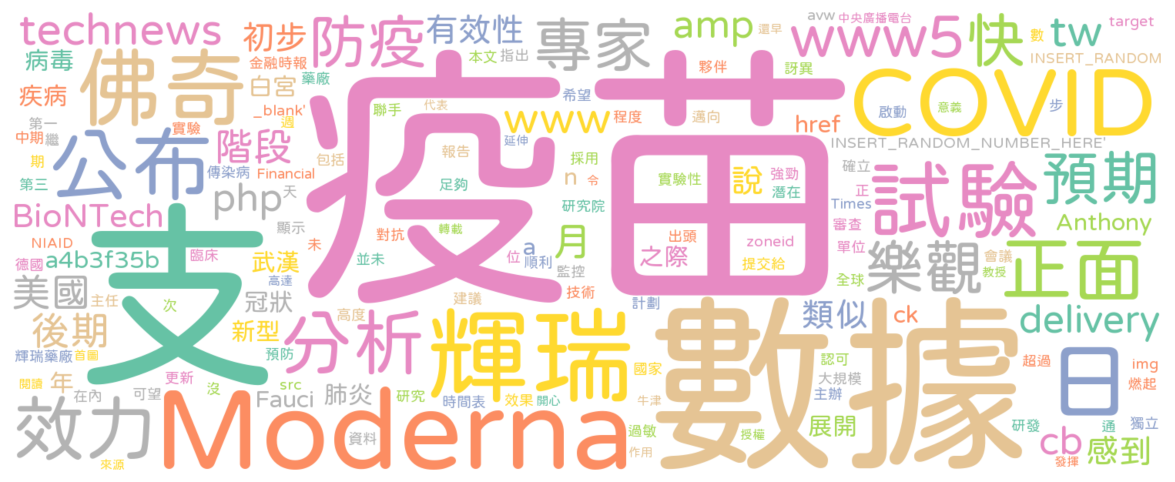 technews
初步
防疫
有效性
專家
amp
夥伴
avw
中央廣播電台
還早
www5
快
數
tw
target
病毒
佛奇
金融時報
藥廠
本文
指出
訝異
INSERT_RANDOM
疾病
白宮
_blank'
週
聯手
代表
疫苗
希望
COVID
啟動
意義
步
第一
繼
中期
實驗
www
程度
邁向
href
INSERT_RANDOM_NUMBER_HERE'
公布
階段
包括
報告
延伸
期
第三
傳染病
Financial
天
php
足夠
採用
n
令
實驗性
說
強勁
潛在
確立
正
試驗
預期
BioNTech
顯示
轉載
研究院
Times
審查
Anthony
NIAID
支
臨床
未
對抗
位
a
月
出頭
之際
zoneid
單位
德國
a4b3f35b
武漢
並未
順利
監控
提交給
全球
樂觀
會議
教授
正面
美國
主任
次
高達
冠狀
建議
技術
計劃
後期
新型
高度
分析
輝瑞
數據
類似
ck
delivery
輝瑞藥廠
首圖
預防
國家
認可
超過
img
閱讀
年
更新
沒
src
大規模
日
燃起
在內
可望
Fauci
肺炎
研究
時間表
效果
開心
牛津
主辦
效力
Moderna
資料
過敏
授權
展開
研發
通
獨立
作用
cb
感到
來源
發揮